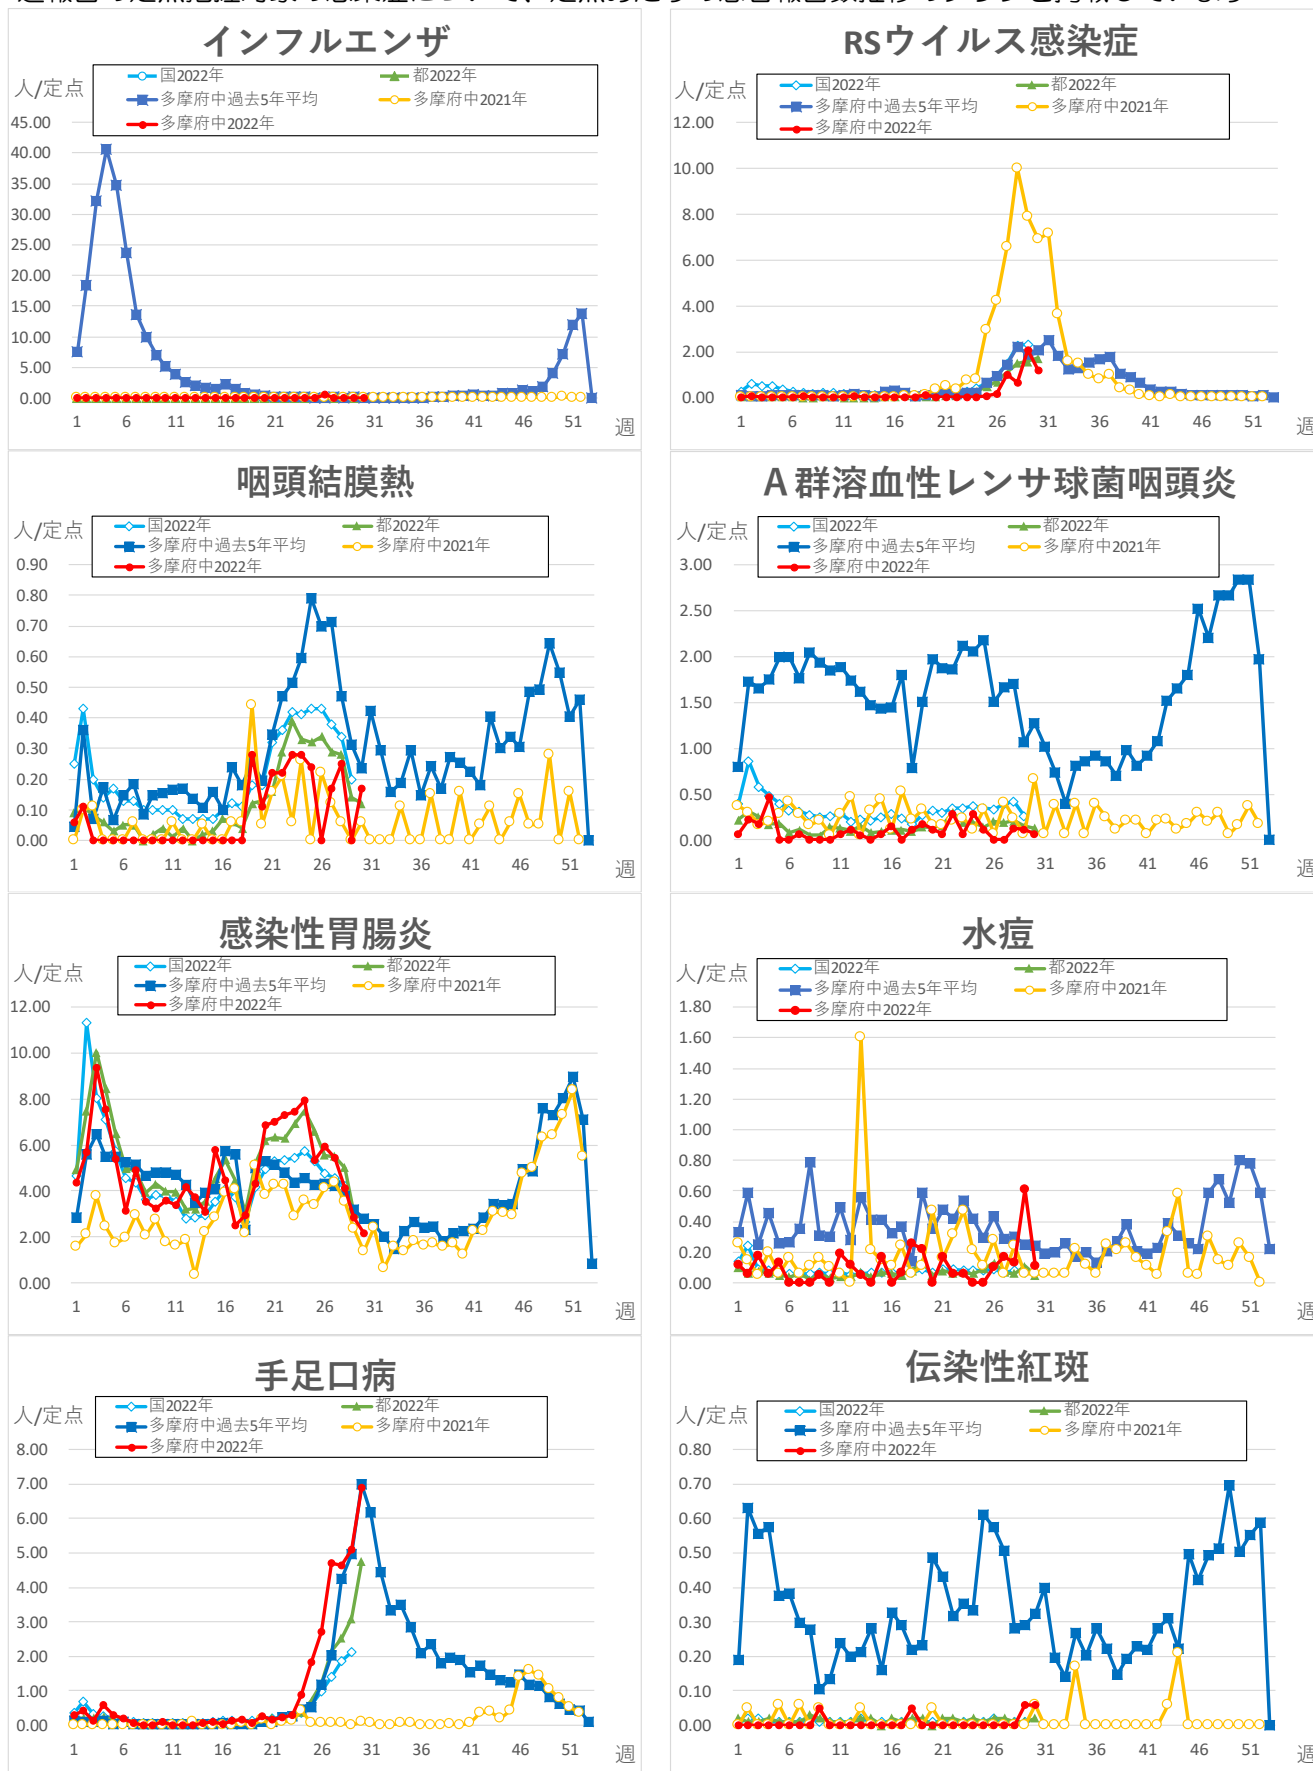 インフルエンザ
人/定点
国2022年
都2022年
多摩府中過去5年平均
多摩府中2021年
多摩府中2022年
45.00
40.00
35.00
30.00
25.00
20.00
15.00
10.00
5.00
0.00
1 6 11 16 21 26 31 36 41 46 51 週
RSウイルス感染症
人/定点
国2022年
都2022年
多摩府中過去5年平均
多摩府中2021年
多摩府中2022年
12.00
10.00
8.00
6.00
4.00
2.00
0.00
1 6 11 16 21 26 31 36 41 46 51 週
咽頭結膜熱
人/定点
国2022年
都2022年
多摩府中過去5年平均
多摩府中2021年
多摩府中2022年
0.90
0.80
0.70
0.60
0.50
0.40
0.30
0.20
0.10
0.00
1 6 11 16 21 26 31 36 41 46 51 週
A群溶血性レンサ球菌咽頭炎
人/定点
国2022年
都2022年
多摩府中過去5年平均
多摩府中2021年
多摩府中2022年
3.00
2.50
2.00
1.50
1.00
0.50
0.00
1 6 11 16 21 26 31 36 41 46 51 週
感染性胃腸炎
人/定点
国2022年
都2022年
多摩府中過去5年平均
多摩府中2021年
多摩府中2022年
12.00
10.00
8.00
6.00
4.00
2.00
0.00
1 6 11 16 21 26 31 36 41 46 51 週
水痘
人/定点
国2022年
都2022年
多摩府中過去5年平均
多摩府中2021年
多摩府中2022年
1.80
1.60
1.40
1.20
1.00
0.80
0.60
0.40
0.20
0.00
1 6 11 16 21 26 31 36 41 46 51 週
手足口病
人/定点
国2022年
都2022年
多摩府中過去5年平均
多摩府中2021年
多摩府中2022年
8.00
7.00
6.00
5.00
4.00
3.00
2.00
1.00
0.00
1 6 11 16 21 26 31 36 41 46 51 週
伝染性紅斑
人/定点
国2022年
都2022年
多摩府中過去5年平均
多摩府中2021年
多摩府中2022年
0.80
0.70
0.60
0.50
0.40
0.30
0.20
0.10
0.00
1 6 11 16 21 26 31 36 41 46 51 週